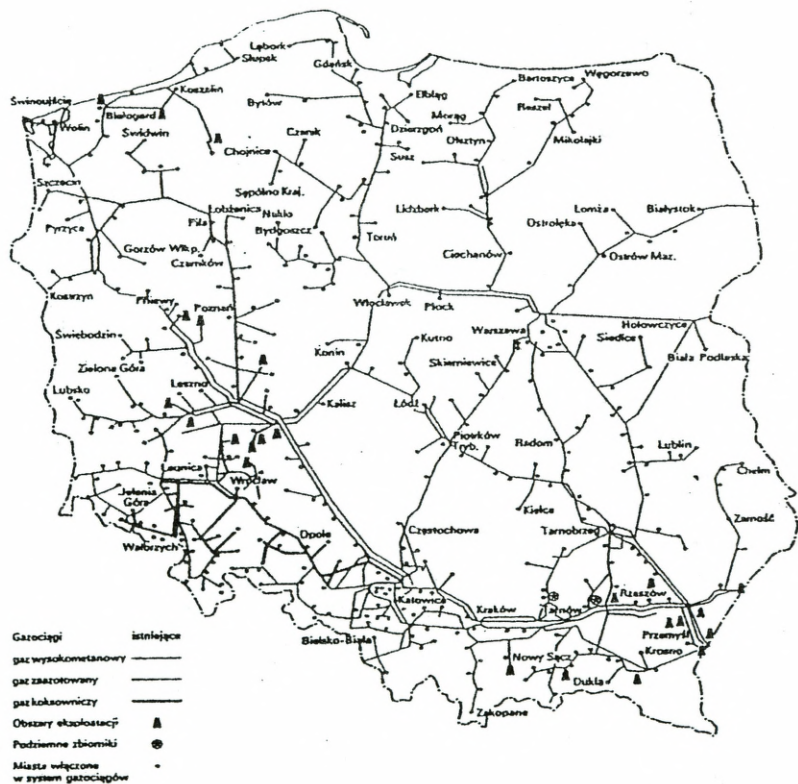 Lębork
Słupsk
Gdańsk
Koszalin
Bytów
Elbląg
Bartoszyce
Węgorzewo
Świnoujście
Wolin
Białogard
Świdwin
Czersk
Dzierzgoń
Morąg
Reszel
Olsztyn
Mikołajki
Chojnice
Susz
Szczecin
Sępólno Kraj.
Łobżenica
Piła
Nakło
Bydgoszcz
Lidzbark
Łomża
Białystok
Pyrzyce
Toruń
Ostrołęka
Gorzów Wlkp.
Czarnków
Ciechanów
Ostrów Maz.
Kostrzyn
Pniewy
Poznań
Włocławek
Płock
Świebodzin
Warszawa
Hołowczyce
Konin
Kutno
Siedlce
Zielona Góra
Skierniewice
Biała Podlaska
Lubsko
Leszno
Kalisz
Łódź
Piotrków
Tryb.
Radom
Lublin
Legnica
Wrocław
Chełm
Jelenia
Góra
Kielce
Zamość
Wałbrzych
Opole
Częstochowa
Tarnobrzeg
Katowice
Kraków
Tarnów
Rzeszów
Bielsko-Biała
Przemyśl
Nowy Sącz
Krosno
Dukla
Zakopane
Gazociągi istniejące
gaz wysokometanowy
gaz zaazotowany
gaz koksowniczy
Obszary eksploatacji
Podziemne zbiorniki
Miasta włączone
w system gazociągów